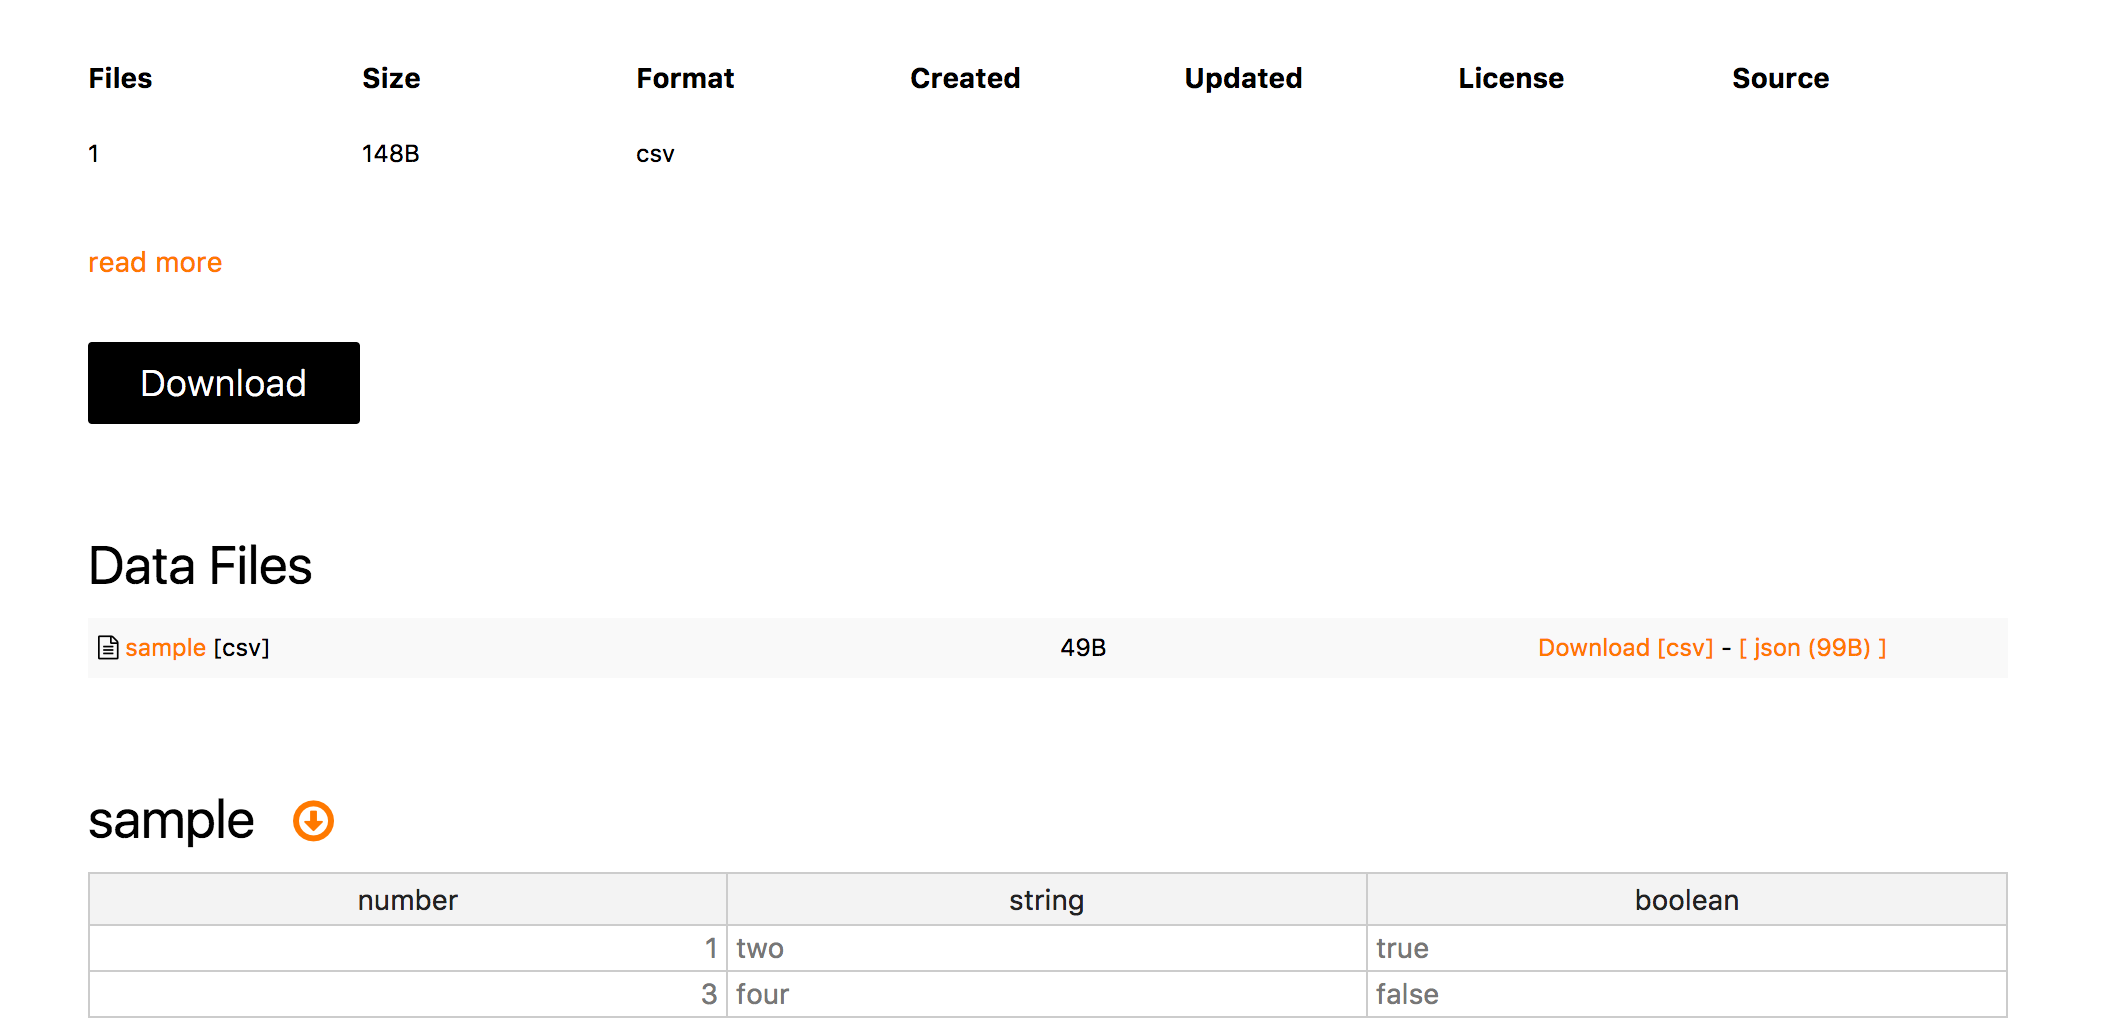 Files Size Format Created Updated License Source
1 148B csv
read more
Download
Data Files
sample [csv] 49B Download [csv] - [ json (99B) ]
sample
number string boolean
1 two true
3 four false